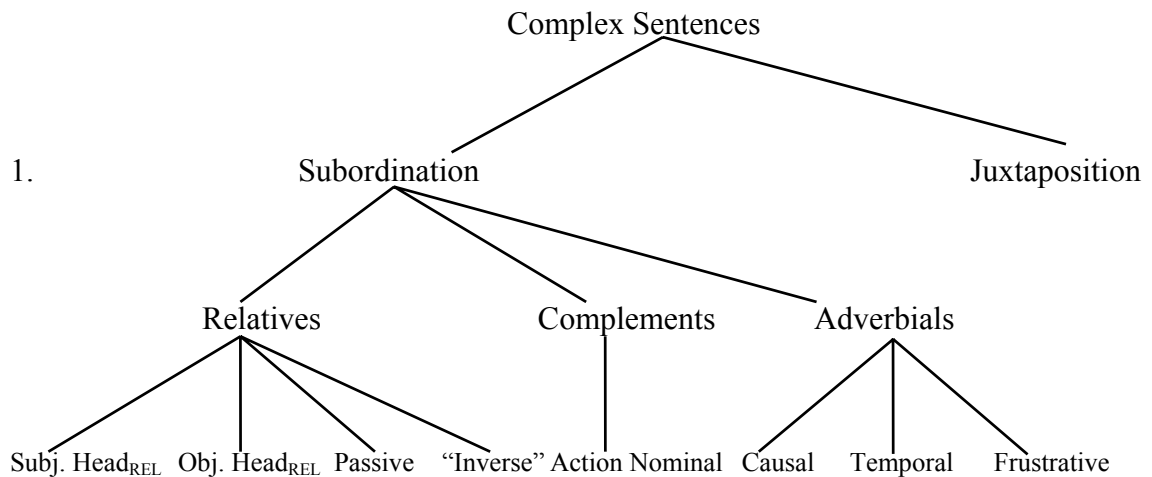 Complex Sentences
1. Subordination Juxtaposition
Relatives Complements Adverbials
Subj. HeadREL Obj. HeadREL Passive “Inverse” Action Nominal Causal Temporal Frustrative